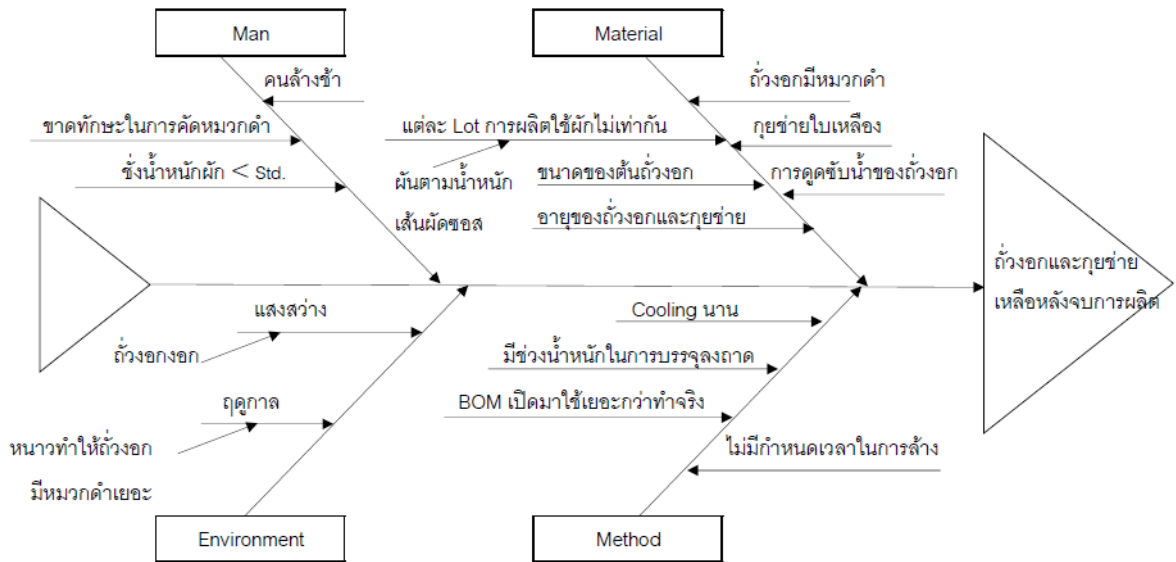 Man
Material
คนล้างช้า
ถั่วงอกมีหมวกดำ
ขาดทักษะในการคัดหมวกดำ
แต่ละ Lot การผลิตใช้ผักไม่เท่ากัน
กุยช่ายใบเหลือง
ชั่งน้ำหนักผัก < Std.
ผันตามน้ำหนัก
เส้นผัดซอส
ขนาดของต้นถั่วงอก
การดูดซับน้ำของถั่วงอก
อายุของถั่วงอกและกุยช่าย
ถั่วงอกและกุยช่าย
เหลือหลังจบการผลิต
แสงสว่าง
Cooling นาน
ถั่วงอกงอก
มีช่วงน้ำหนักในการบรรจุลงถาด
ฤดูกาล
BOM เปิดมาใช้เยอะกว่าทำจริง
หนาวทำให้ถั่วงอก
มีหมวกดำเยอะ
ไม่มีกำหนดเวลาในการล้าง
Environment
Method